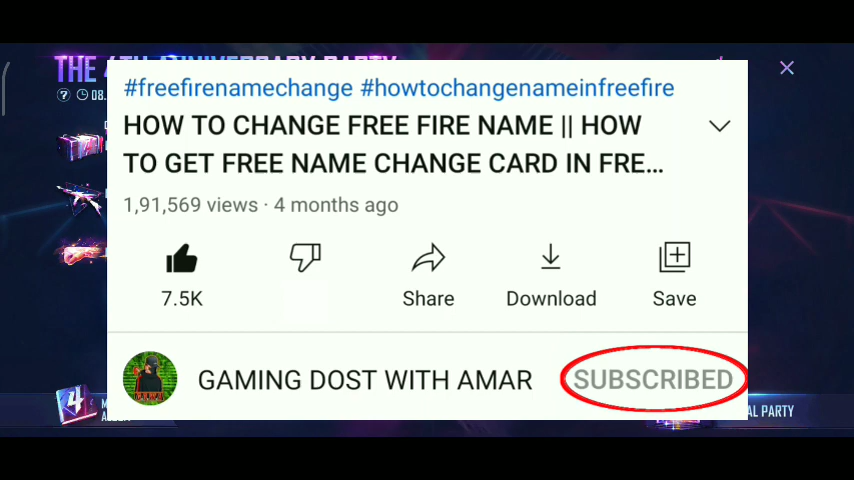 THE 4TH ANNIVERSARY PARTY
? 08..
#freefirenamechange #howtochangenameinfreefire
HOW TO CHANGE FREE FIRE NAME || HOW
TO GET FREE NAME CHANGE CARD IN FRE...
1,91,569 views · 4 months ago
7.5K
Share
Download
Save
GAMING DOST WITH AMAR
SUBSCRIBED
4
AL PARTY